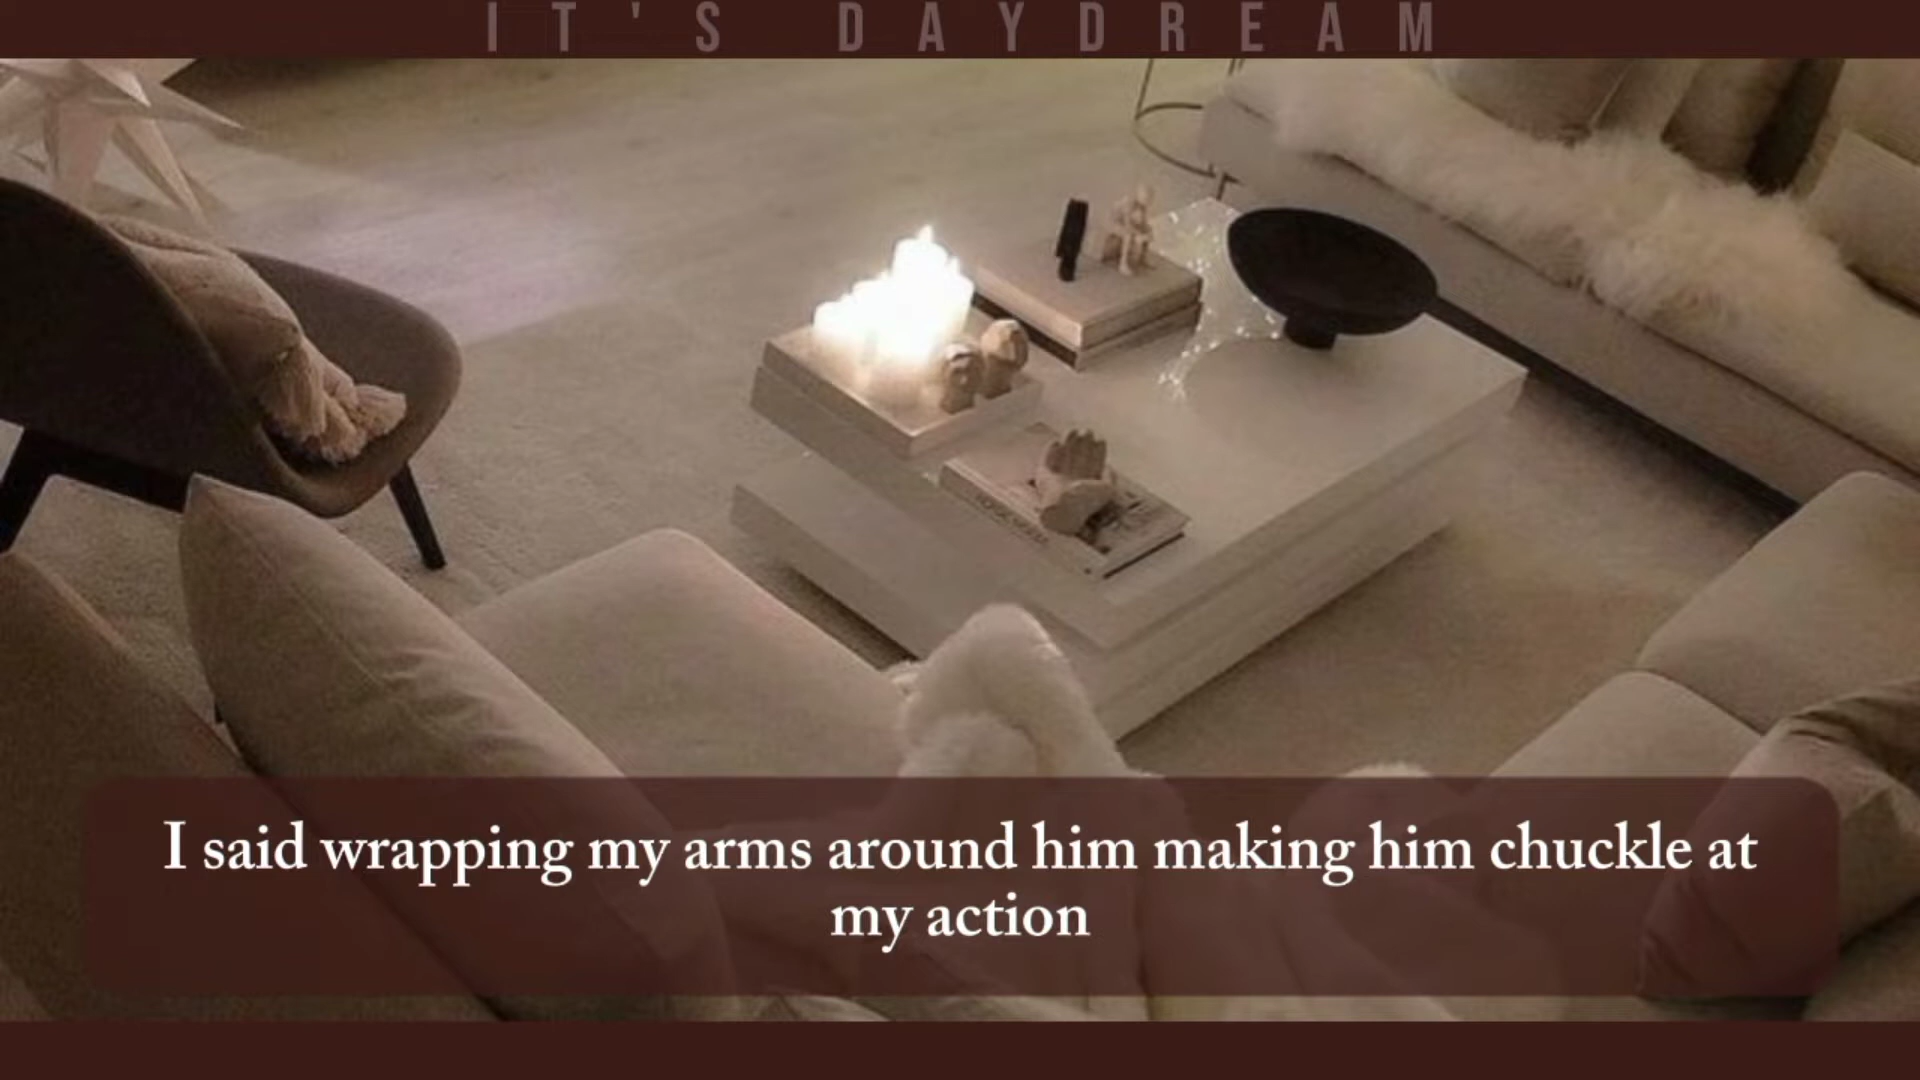 IT'S DAYDREAM
I said wrapping my arms around him making him chuckle at
my action